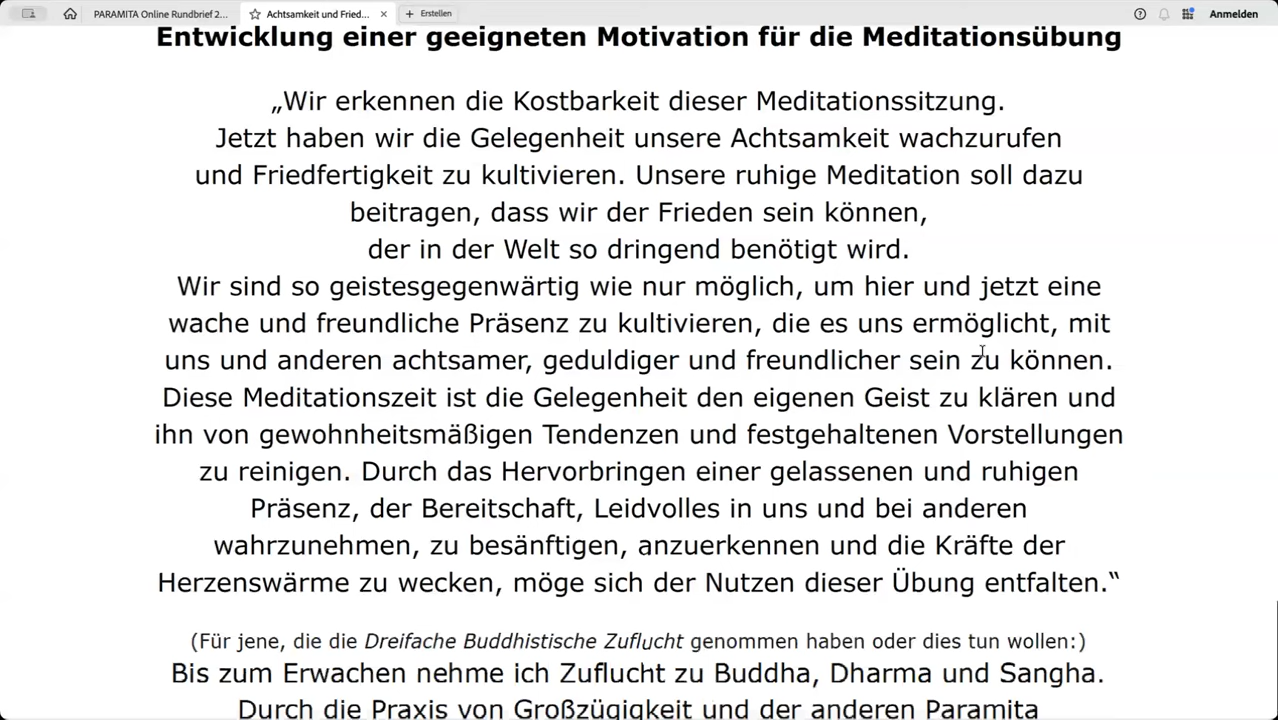 PARAMITA Online Rundbrief 2...
Achtsamkeit und Fried...
Erstellen
Anmelden
Entwicklung einer geeigneten Motivation für die Meditationsübung
„Wir erkennen die Kostbarkeit dieser Meditationssitzung.
Jetzt haben wir die Gelegenheit unsere Achtsamkeit wachzurufen
und Friedfertigkeit zu kultivieren. Unsere ruhige Meditation soll dazu
beitragen, dass wir der Frieden sein können,
der in der Welt so dringend benötigt wird.
Wir sind so geistesgegenwärtig wie nur möglich, um hier und jetzt eine
wache und freundliche Präsenz zu kultivieren, die es uns ermöglicht, mit
uns und anderen achtsamer, geduldiger und freundlicher sein zu können.
Diese Meditationszeit ist die Gelegenheit den eigenen Geist zu klären und
ihn von gewohnheitsmäßigen Tendenzen und festgehaltenen Vorstellungen
zu reinigen. Durch das Hervorbringen einer gelassenen und ruhigen
Präsenz, der Bereitschaft, Leidvolles in uns und bei anderen
wahrzunehmen, zu besänftigen, anzuerkennen und die Kräfte der
Herzenswärme zu wecken, möge sich der Nutzen dieser Übung entfalten.“
(Für jene, die die Dreifache Buddhistische Zuflucht genommen haben oder dies tun wollen:)
Bis zum Erwachen nehme ich Zuflucht zu Buddha, Dharma und Sangha.
Durch die Praxis von Großzügigkeit und der anderen Paramita